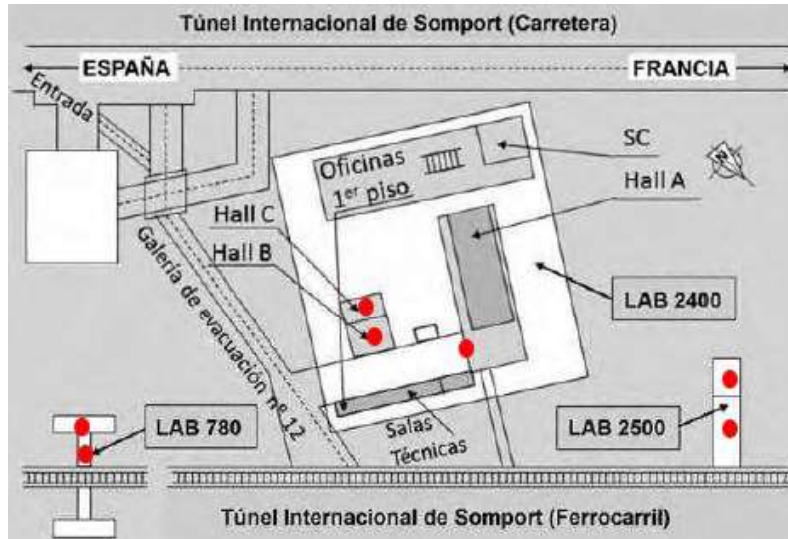 Túnel Internacional de Somport (Carretera)
ESPAÑA
FRANCIA
Entrada
Oficinas
1er piso
SC
Hall A
N
Hall C
Hall B
LAB 2400
Galería de evacuación nº 12
LAB 780
Salas
Técnicas
LAB 2500
Túnel Internacional de Somport (Ferrocarril)